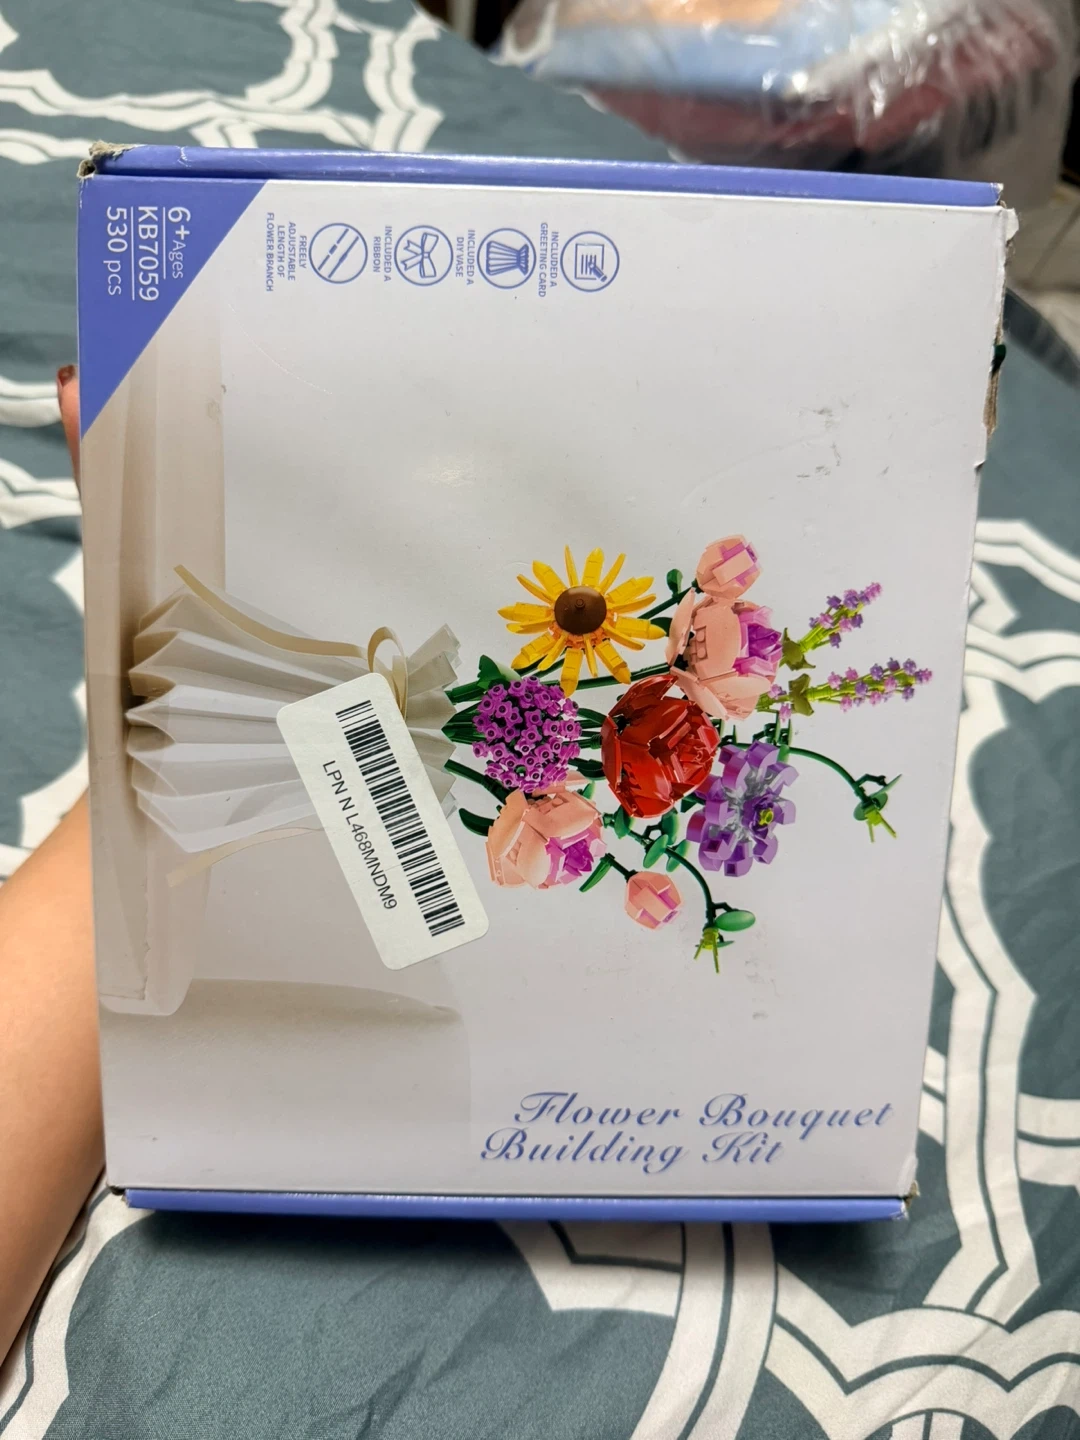 6+Ages
KB7059
530 pcs
FREELY
ADJUSTABLE
LENGTH OF
FLOWER BRANCH
INCLUDED A
RIBBON
INCLUDED A
DIY VASE
INCLUDED A
GREETING CARD
LPN N L468MNDM9
Flower Bouquet
Building Kit